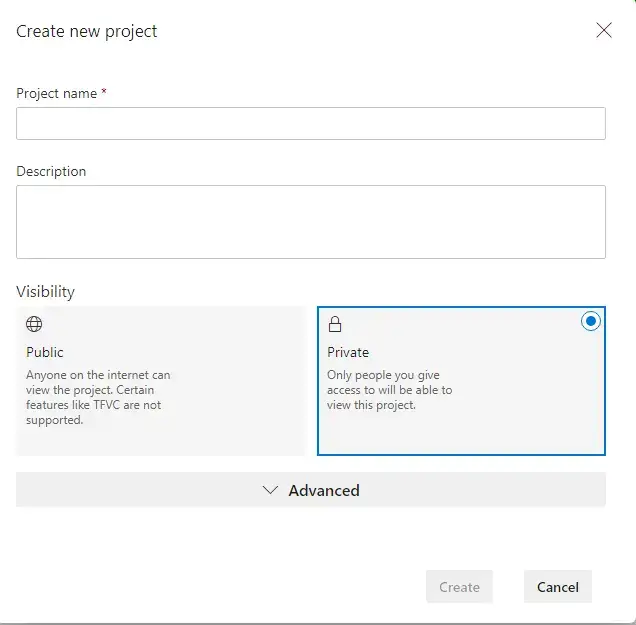 Create new project
Project name *
Description
Visibility
Public
Anyone on the internet can
view the project. Certain
features like TFVC are not
supported.
Private
Only people you give
access to will be able to
view this project.
Advanced
Create
Cancel